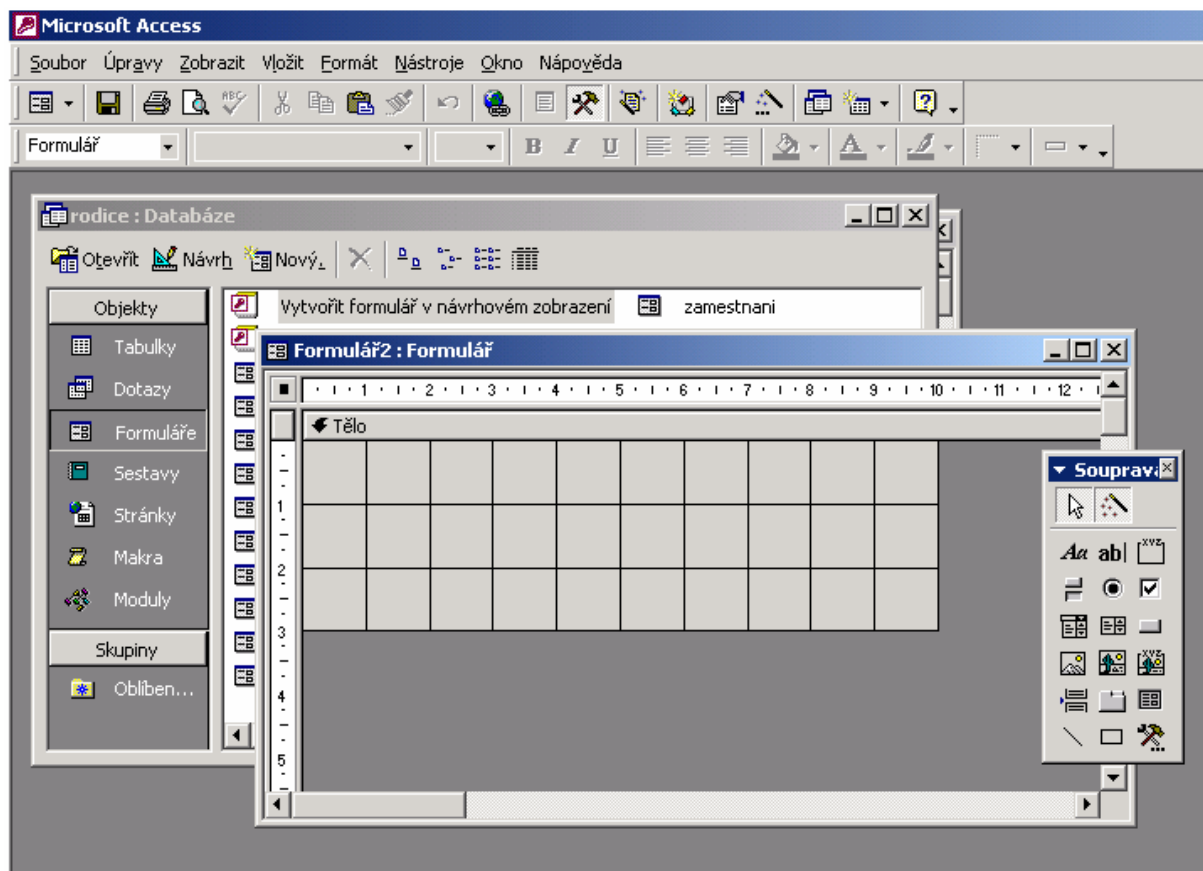 Microsoft Access
Soubor Úpravy Zobrazit Vložit Formát Nástroje Okno Nápověda
Formulář B I U A
rodice : Databáze
Otevřít Návrh Nový
Objekty
Vytvořit formulář v návrhovém zobrazení zamestnani
Tabulky
Dotazy
Formuláře
Sestavy
Stránky
Makra
Moduly
Skupiny
Oblíben...
Formulář2 : Formulář
1 2 3 4 5 6 7 8 9 10 11 12
Tělo
1
2
3
4
5
Souprava
Aa ab| XYZ
XYZ